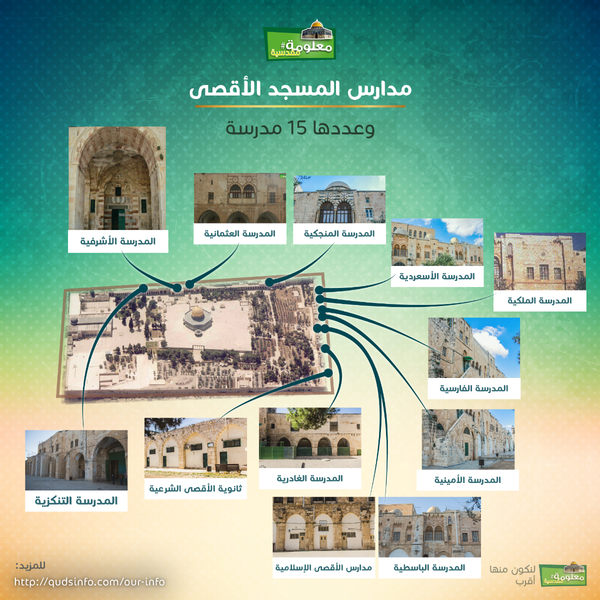 #معلومة
مقدسية
مدارس المسجد الأقصى
وعددها 15 مدرسة
المدرسة الأشرفية
المدرسة العثمانية
المدرسة المنجكية
المدرسة الأسعردية
المدرسة الملكية
المدرسة الفارسية
المدرسة الأمينية
المدرسة الغادرية
ثانوية الأقصى الشرعية
المدرسة التنكزية
مدارس الأقصى الإسلامية
المدرسة الباسطية
للمزيد:
http://qudsinfo.com/our-info
لنكون منها
أقرب
#معلومة
مقدسية